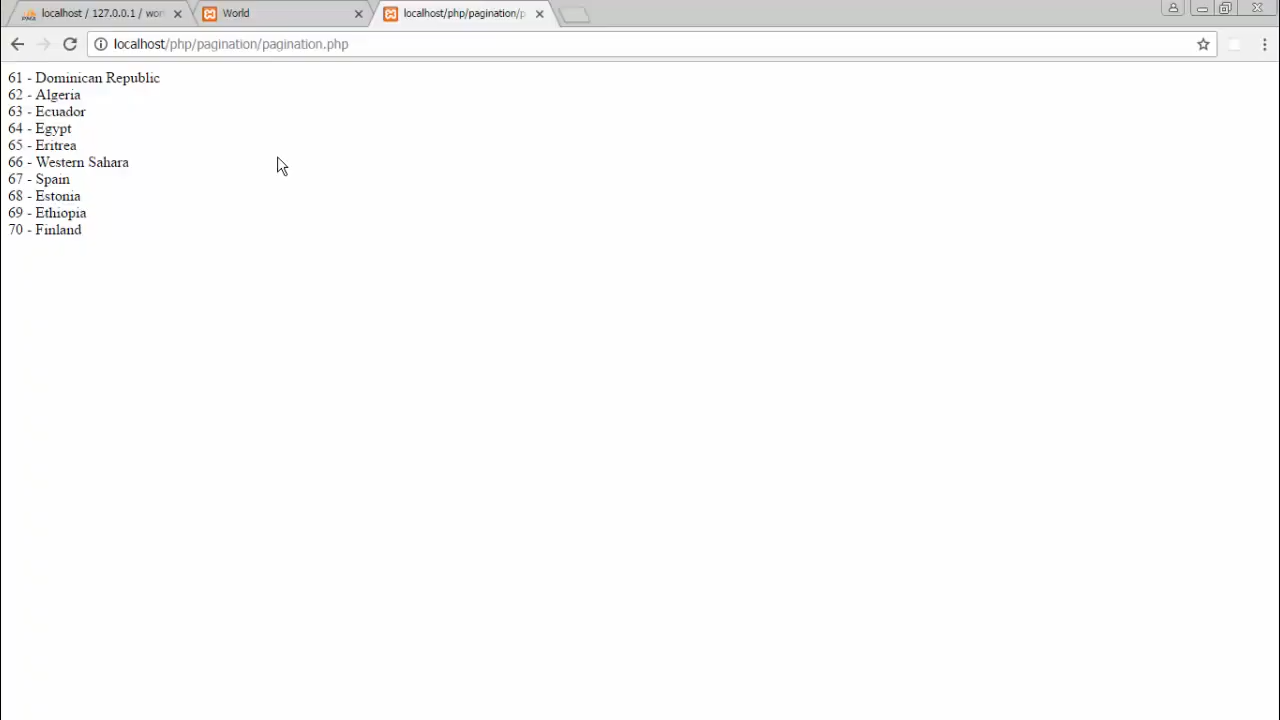 localhost / 127.0.0.1 / wor
World
localhost/php/pagination/p
localhost/php/pagination/pagination.php
61 - Dominican Republic
62 - Algeria
63 - Ecuador
64 - Egypt
65 - Eritrea
66 - Western Sahara
67 - Spain
68 - Estonia
69 - Ethiopia
70 - Finland